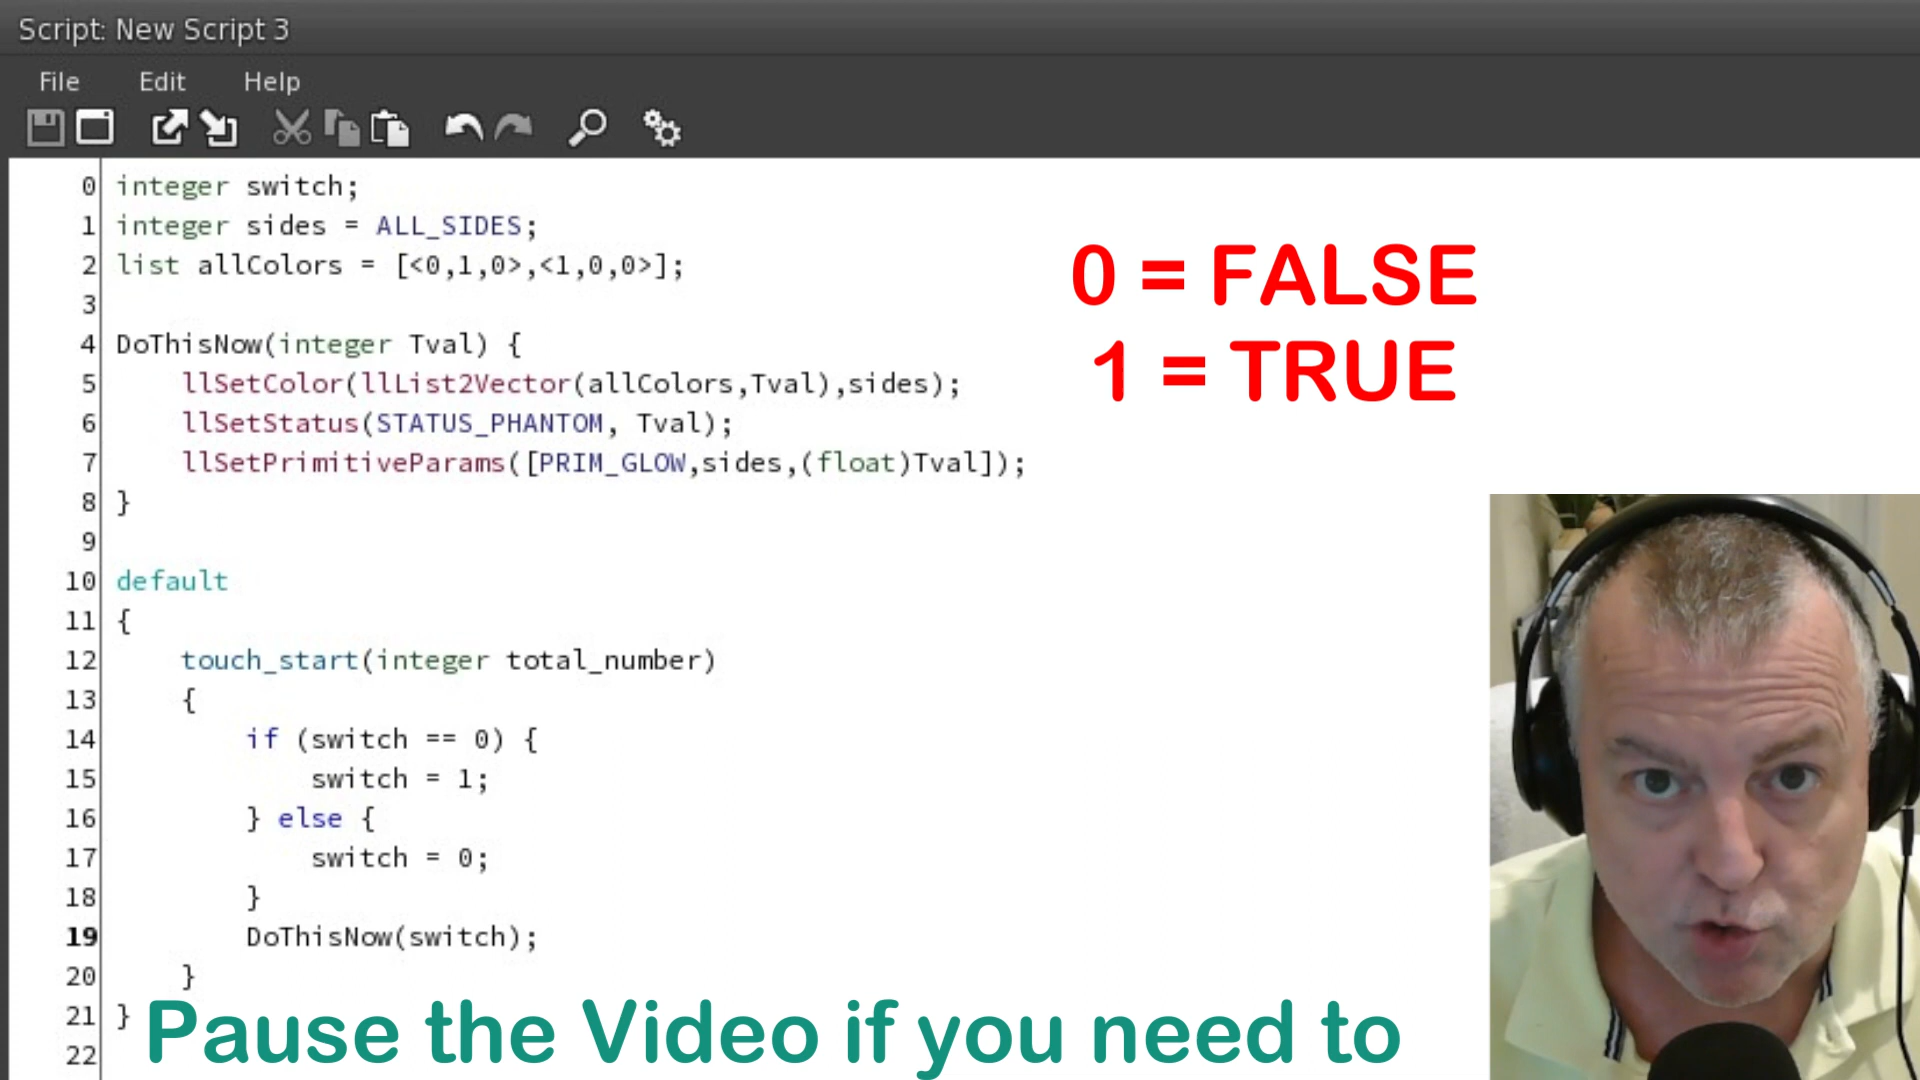 Script: New Script 3
File Edit Help
0 integer switch;
1 integer sides = ALL_SIDES;
2 list allColors = [<0,1,0>,<1,0,0>];
3
4 DoThisNow(integer Tval) {
5     llSetColor(llList2Vector(allColors,Tval),sides);
6     llSetStatus(STATUS_PHANTOM, Tval);
7     llSetPrimitiveParams([PRIM_GLOW,sides,(float)Tval]);
8 }
9
10 default
11 {
12     touch_start(integer total_number)
13     {
14         if (switch == 0) {
15             switch = 1;
16         } else {
17             switch = 0;
18         }
19         DoThisNow(switch);
20     }
21 }
22
0 = FALSE
1 = TRUE
Pause the Video if you need to